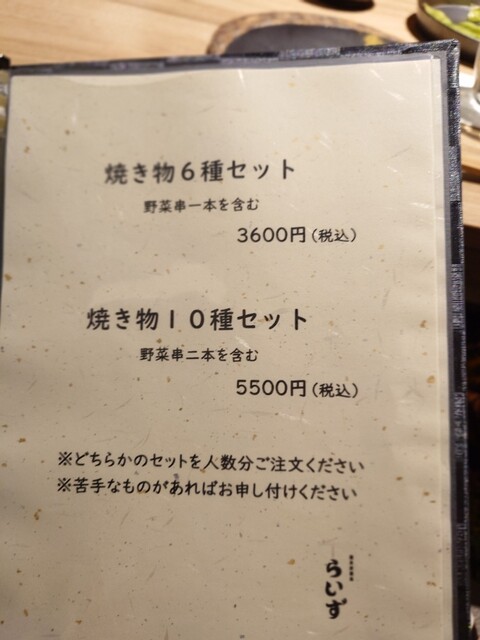 焼き物6種セット
野菜串一本を含む
3600円(税込)
焼き物10種セット
野菜串二本を含む
5500円(税込)
※どちらかのセットを人数分ご注文ください
※苦手なものがあればお申し付けください
らいず